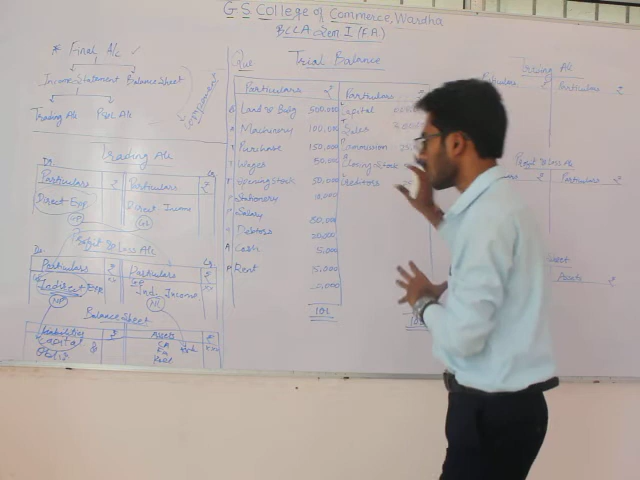 GS College of Commerce, Wardha
BCCA Sem I (F.A)
* Final A/c
Income Statement Balance Sheet
Trading A/c P&L A/c
Component
Trading A/c
Dr Cr
Particulars ₹ Particulars ₹
Direct Exp Direct Income
GP GL
Profit & Loss A/c
Dr Cr
Particulars ₹ Particulars ₹
Indirect Exp Ind. Income
NP NL
Balance Sheet
Liabilities ₹ Assets ₹
Capital CA
FA
Que Trial Balance
Particulars ₹ Particulars
Land & Bldg 500,000 Capital
Machinery 100,000 Sales
Purchase 150,000 Commission
Wages 50,000 Closing Stock
Opening Stock 50,000 Creditors
Stationery 10,000
Salary
80,000
Debtors 20,000
Cash 5,000
Rent 15,000
Trading A/c
Particulars ₹ Particulars ₹
Profit & Loss A/c
₹ Particulars ₹
Assets ₹